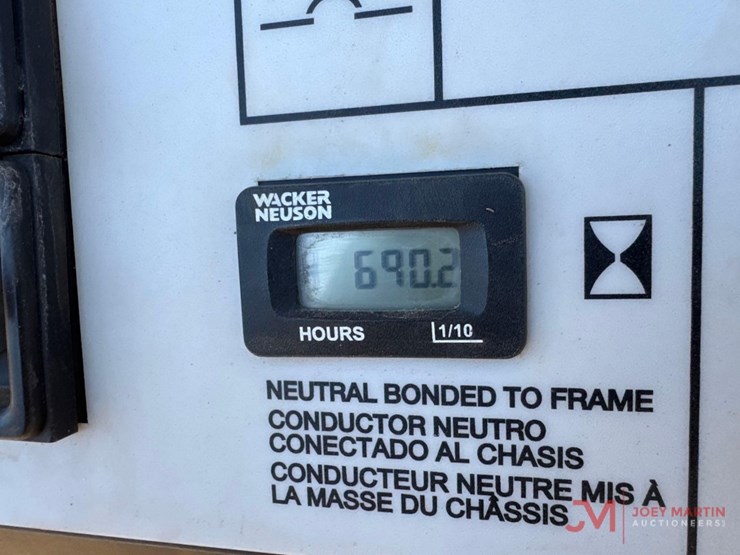 WACKER
NEUSON
690.2
HOURS 1/10
NEUTRAL BONDED TO FRAME
CONDUCTOR NEUTRO
CONECTADO AL CHASIS
CONDUCTEUR NEUTRE MIS À
LA MASSE DU CHÂSSIS
JM JOEY MARTIN
AUCTIONEERS!